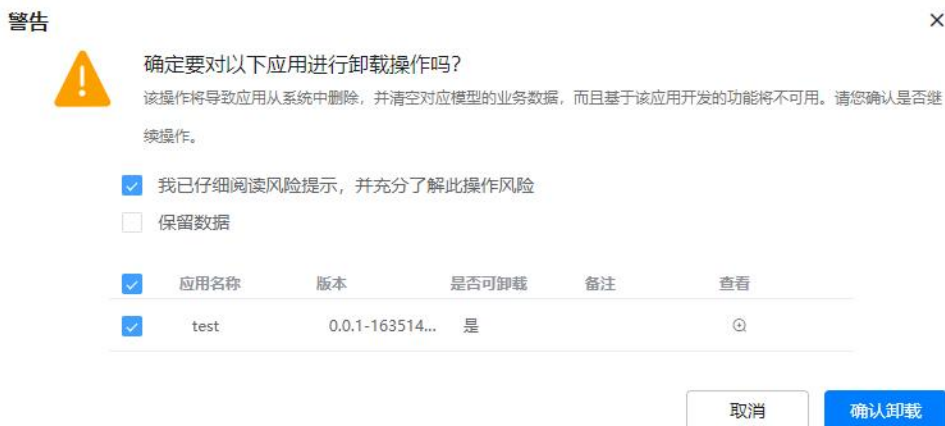 警告
确定要对以下应用进行卸载操作吗?
该操作将导致应用从系统中删除，并清空对应模型的业务数据，而且基于该应用开发的功能将不可用。请您确认是否继
续操作。
我已仔细阅读风险提示，并充分了解此操作风险
保留数据
应用名称 版本 是否可卸载 备注 查看
test 0.0.1-163514... 是
取消 确认卸载